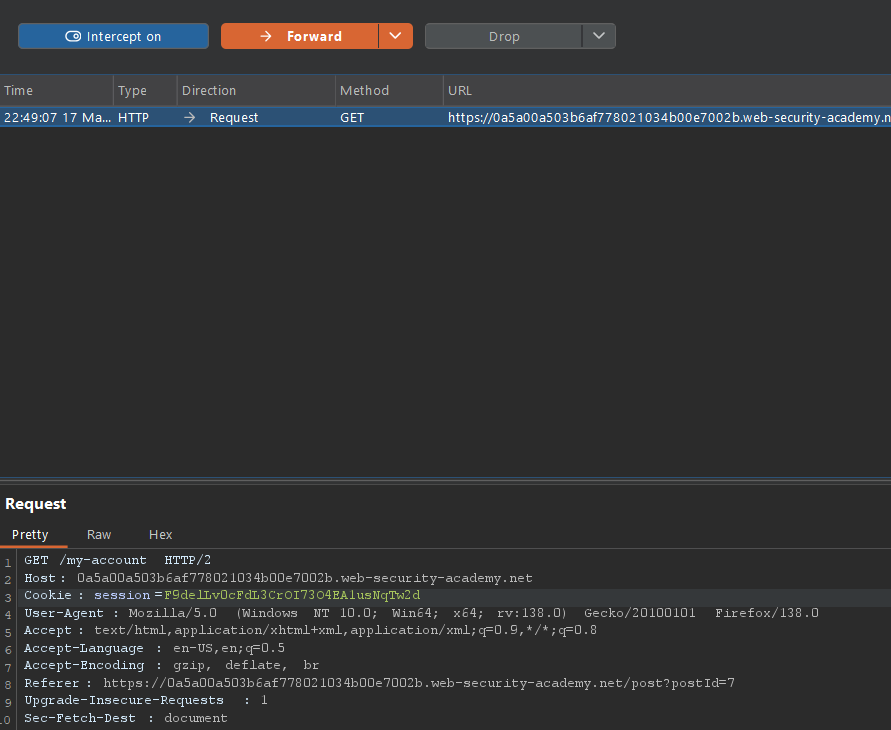 Intercept on Forward Drop
Time Type Direction Method URL
22:49:07 17 Ma... HTTP → Request GET https://0a5a00a503b6af778021034b00e7002b.web-security-academy.n
Request
Pretty Raw Hex
1 GET /my-account HTTP/2
2 Host: 0a5a00a503b6af778021034b00e7002b.web-security-academy.net
3 Cookie: session=F9delLv0cFdL3CrOI73O4EA1usNqTw2d
4 User-Agent: Mozilla/5.0 (Windows NT 10.0; Win64; x64; rv:138.0) Gecko/20100101 Firefox/138.0
5 Accept: text/html,application/xhtml+xml,application/xml;q=0.9,*/*;q=0.8
6 Accept-Language: en-US,en;q=0.5
7 Accept-Encoding: gzip, deflate, br
8 Referer: https://0a5a00a503b6af778021034b00e7002b.web-security-academy.net/post?postId=7
9 Upgrade-Insecure-Requests: 1
10 Sec-Fetch-Dest: document